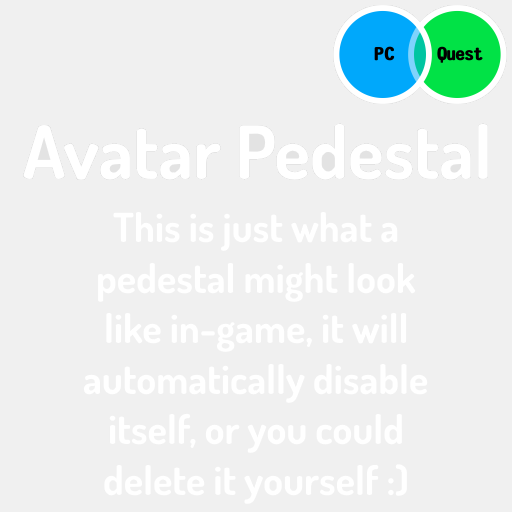 PC Quest
Avatar Pedestal
This is just what a
pedestal might look
like in-game, it will
automatically disable
itself, or you could
delete it yourself :)